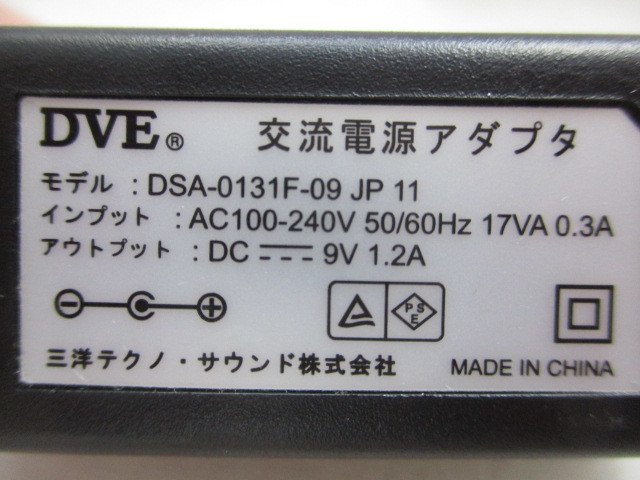 DVE® 交流電源アダプタ
モデル : DSA-0131F-09 JP 11
インプット : AC100-240V 50/60Hz 17VA 0.3A
アウトプット : DC ⎓ 9V 1.2A
PSE
三洋テクノ・サウンド株式会社 MADE IN CHINA